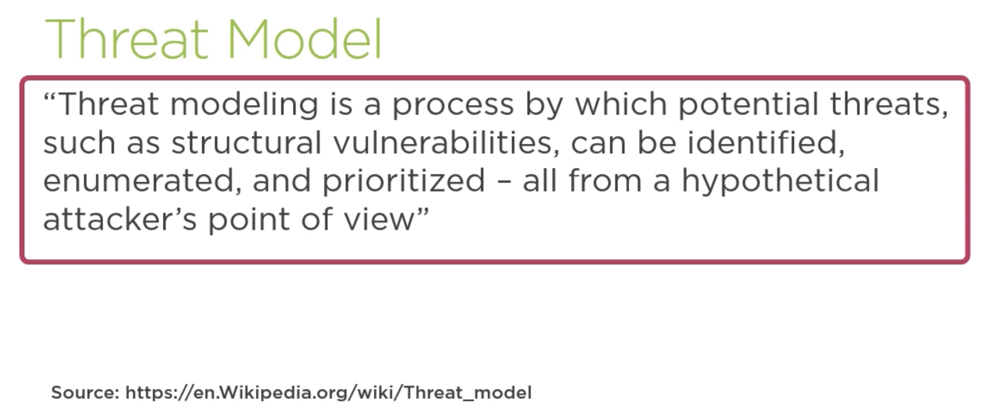 Threat Model
“Threat modeling is a process by which potential threats,
such as structural vulnerabilities, can be identified,
enumerated, and prioritized – all from a hypothetical
attacker’s point of view”
Source: https://en.Wikipedia.org/wiki/Threat_model